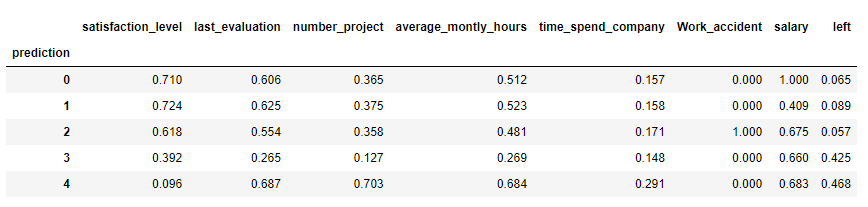 satisfaction_level last_evaluation number_project average_montly_hours time_spend_company Work_accident salary left
prediction
0 0.710 0.606 0.365 0.512 0.157 0.000 1.000 0.065
1 0.724 0.625 0.375 0.523 0.158 0.000 0.409 0.089
2 0.618 0.554 0.358 0.481 0.171 1.000 0.675 0.057
3 0.392 0.265 0.127 0.269 0.148 0.000 0.660 0.425
4 0.096 0.687 0.703 0.684 0.291 0.000 0.683 0.468